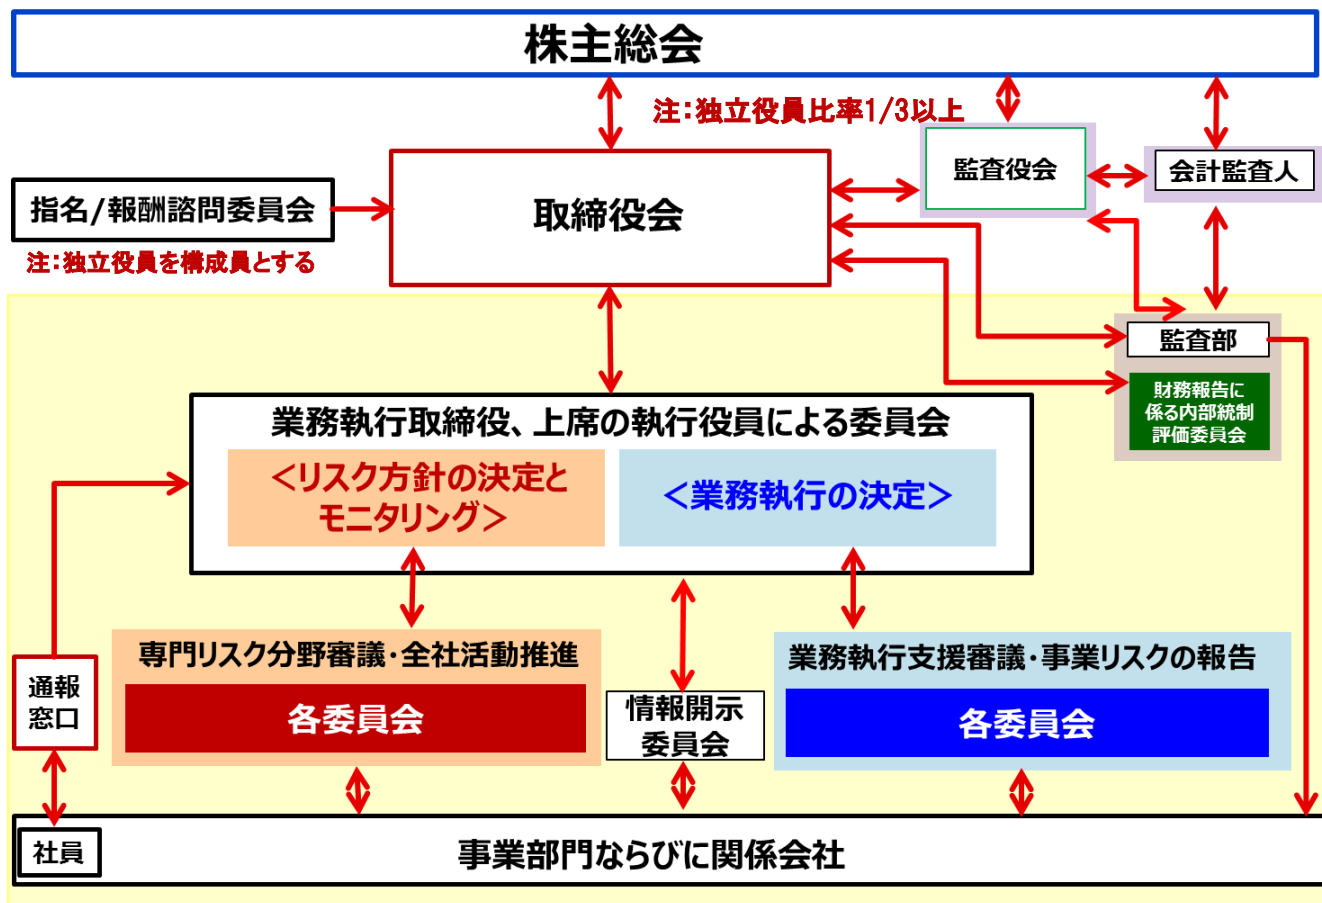 株主総会
注：独立役員比率1/3以上
監査役会
会計監査人
指名/報酬諮問委員会
取締役会
注：独立役員を構成員とする
監査部
財務報告に
係る内部統制
評価委員会
業務執行取締役、上席の執行役員による委員会
＜リスク方針の決定と
モニタリング＞
＜業務執行の決定＞
専門リスク分野審議・全社活動推進
各委員会
業務執行支援審議・事業リスクの報告
各委員会
通報
窓口
情報開示
委員会
社員
事業部門ならびに関係会社